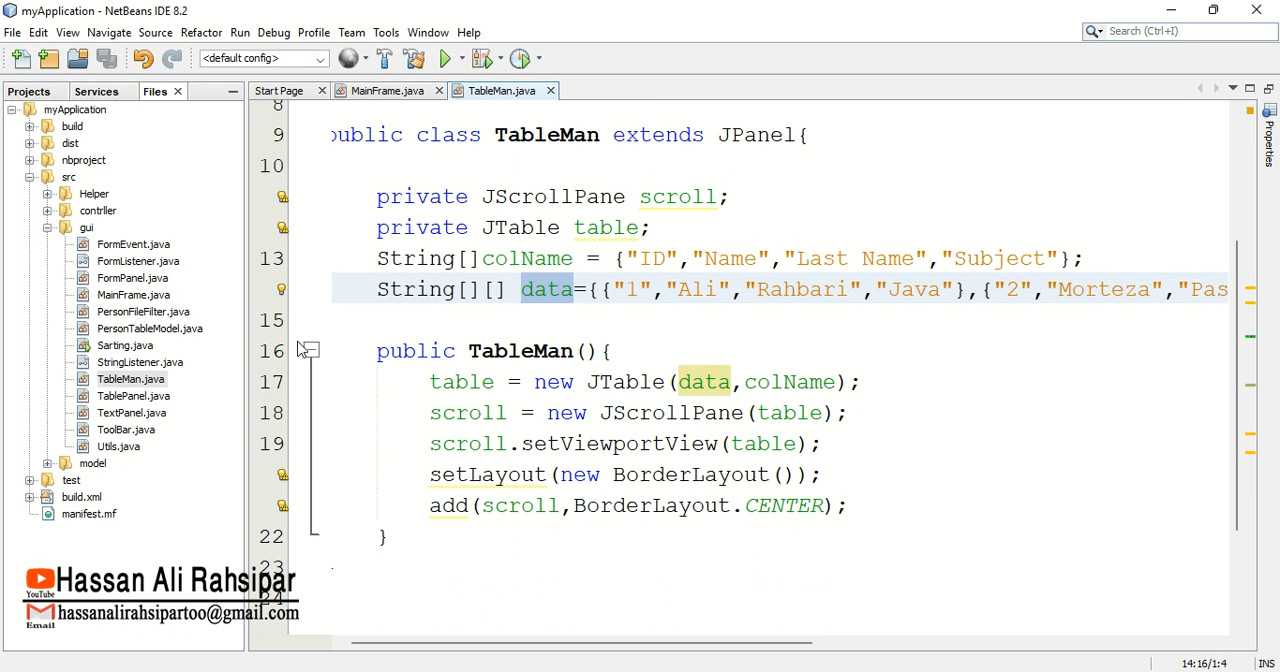 myApplication - NetBeans IDE 8.2
File Edit View Navigate Source Refactor Run Debug Profile Team Tools Window Help
Search (Ctrl+I)
<default config>
Projects Services Files
Start Page MainFrame.java TableMan.java
myApplication
build
dist
nbproject
src
Helper
contrller
gui
FormEvent.java
FormListener.java
FormPanel.java
MainFrame.java
PersonFileFilter.java
PersonTableModel.java
Sarting.java
StringListener.java
TableMan.java
TablePanel.java
TextPanel.java
ToolBar.java
Utils.java
model
test
build.xml
manifest.mf
8
9 public class TableMan extends JPanel{
10
private JScrollPane scroll;
private JTable table;
13 String[]colName = {"ID","Name","Last Name","Subject"};
String[][] data={{"1","Ali","Rahbari","Java"},{"2","Morteza","Pas
15
16 public TableMan(){
17 table = new JTable(data,colName);
18 scroll = new JScrollPane(table);
19 scroll.setViewportView(table);
setLayout(new BorderLayout());
add(scroll,BorderLayout.CENTER);
22 }
23
24
Properties
YouTube Hassan Ali Rahsipar
Email hassanalirahsipartoo@gmail.com
14:16/1:4 INS